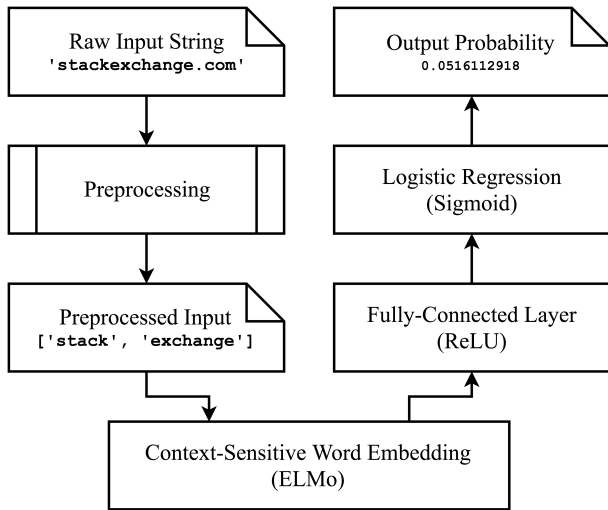 Raw Input String
'stackexchange.com'
Preprocessing
Preprocessed Input
['stack', 'exchange']
Context-Sensitive Word Embedding
(ELMo)
Fully-Connected Layer
(ReLU)
Logistic Regression
(Sigmoid)
Output Probability
0.0516112918